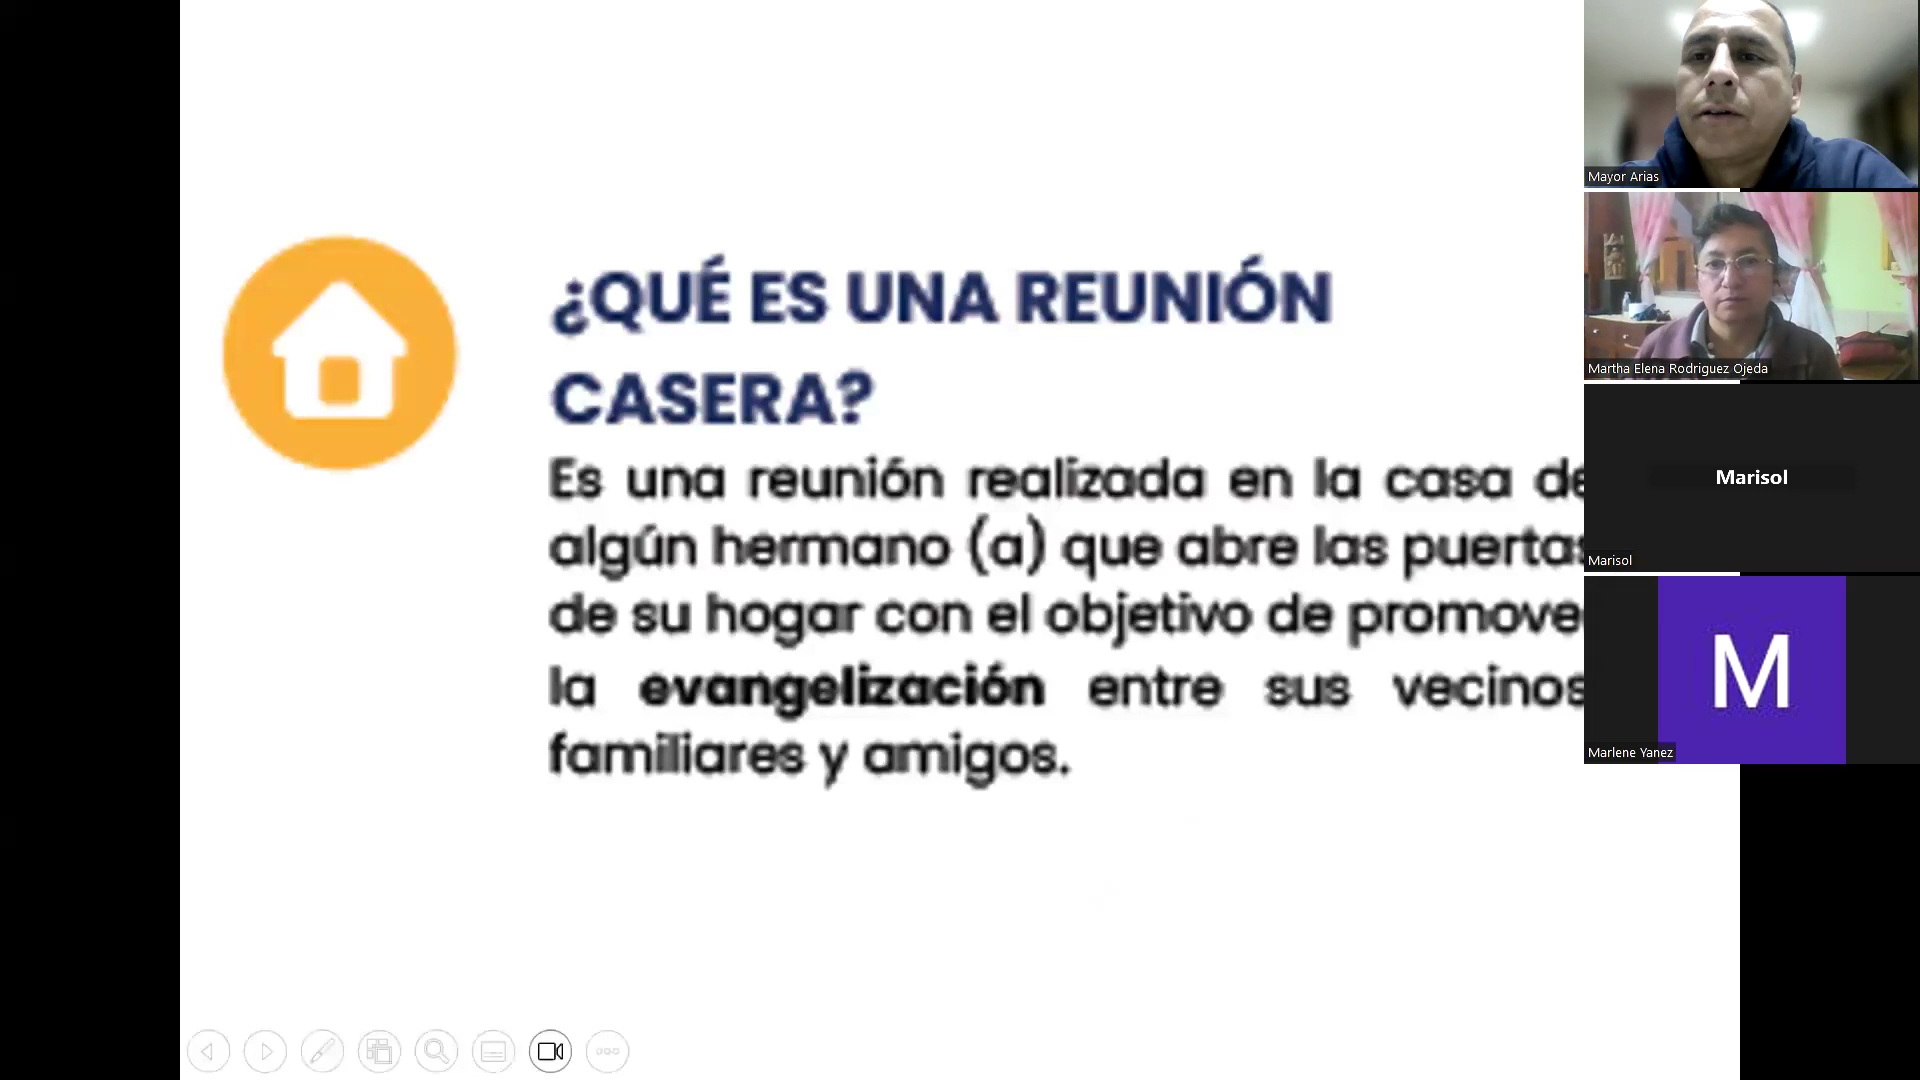 ¿QUÉ ES UNA REUNIÓN
CASERA?
Es una reunión realizada en la casa de
algún hermano (a) que abre las puertas
de su hogar con el objetivo de promove
la evangelización entre sus vecinos
familiares y amigos.
Mayor Arias
Martha Elena Rodriguez Ojeda
Marisol
Marisol
M
Marlene Yanez